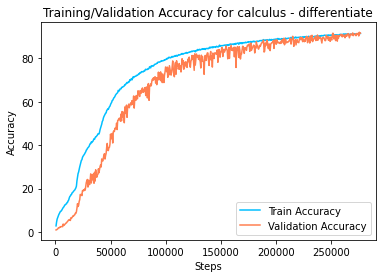 Training/Validation Accuracy for calculus - differentiate
Accuracy
80
60
40
20
0
0
50000
100000
150000
200000
250000
Steps
Train Accuracy
Validation Accuracy